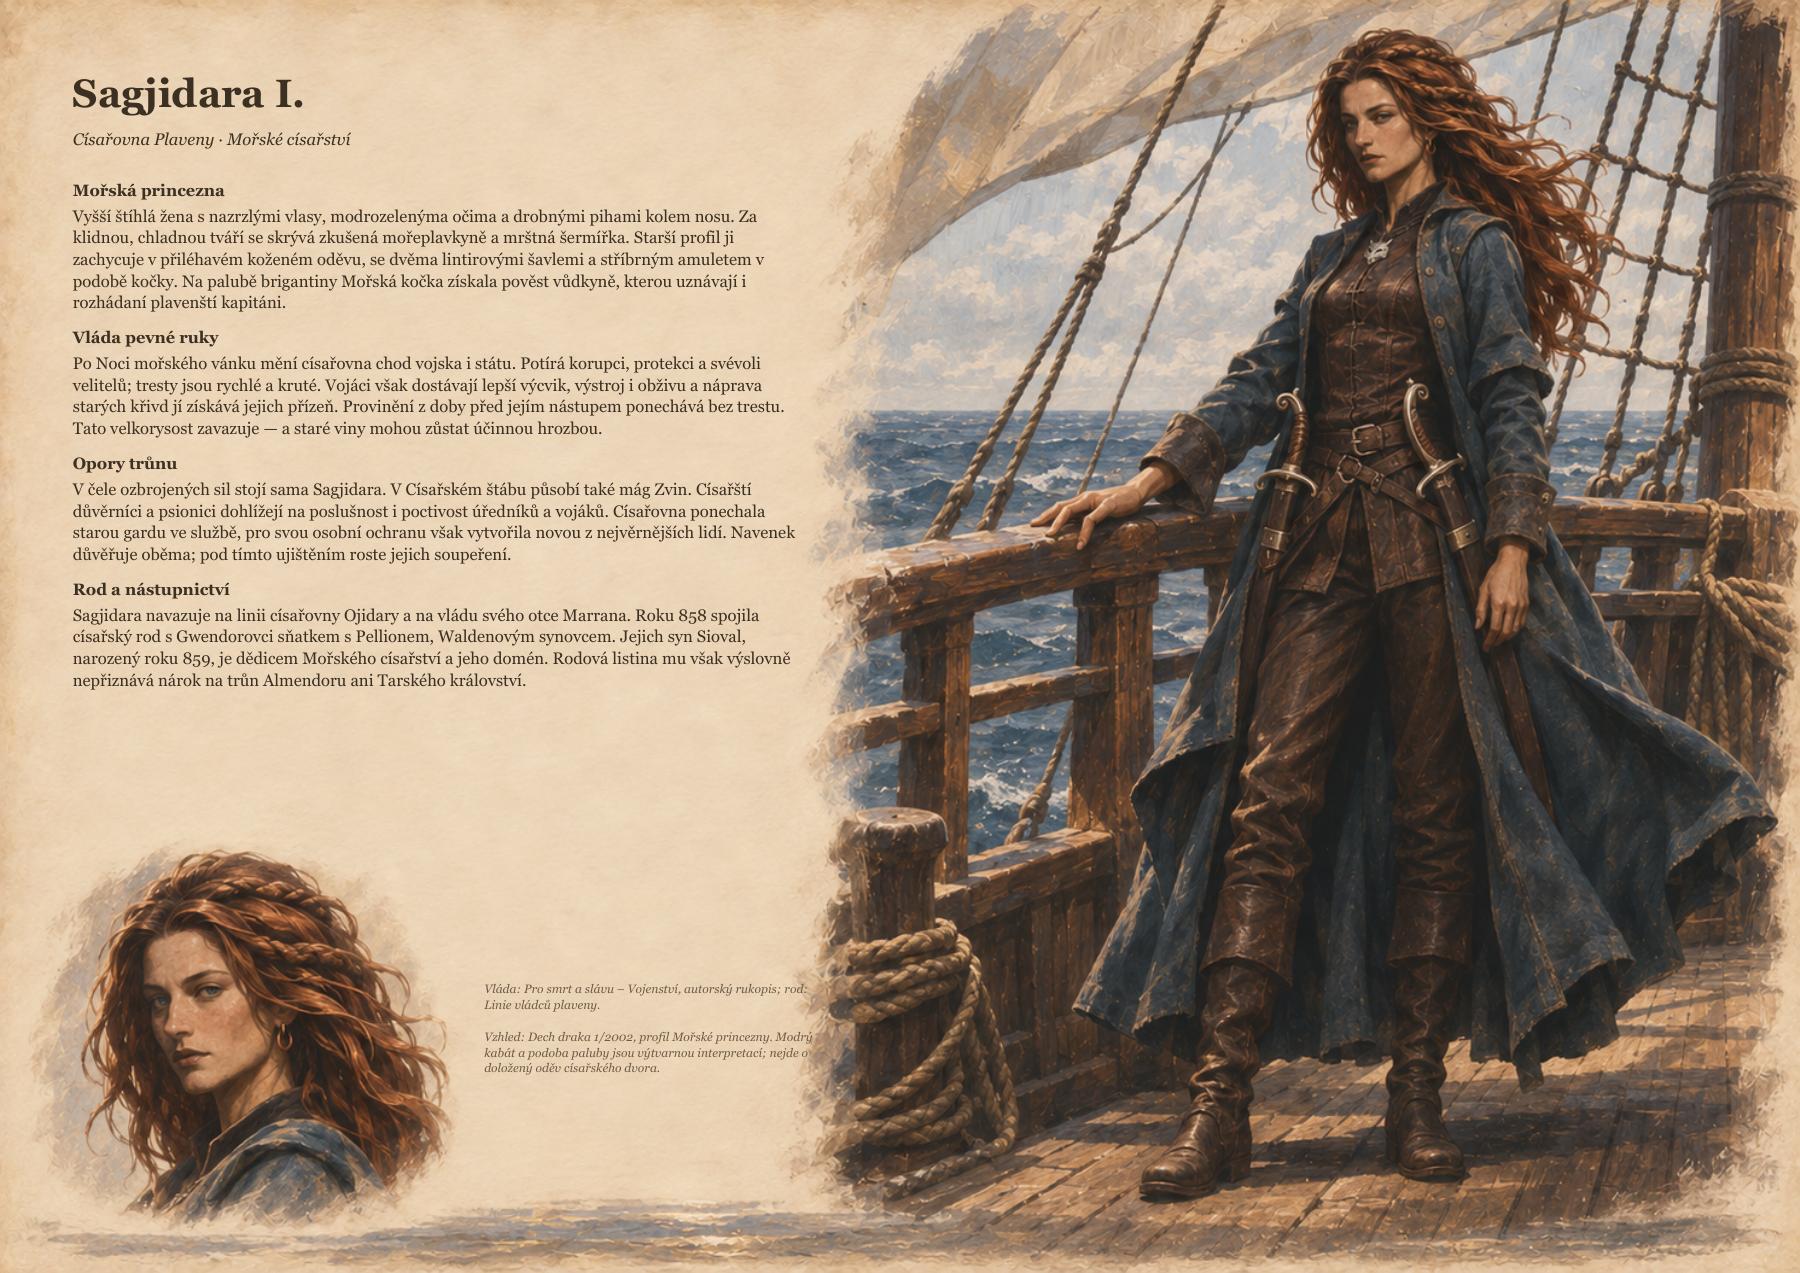 Sagjidara I.
Císařovna Plaveny · Mořské císařství
Mořská princezna
Vyšší štíhlá žena s nazrzlými vlasy, modrozelenýma očima a drobnými pihami kolem nosu. Za
klidnou, chladnou tváří se skrývá zkušená mořeplavkyně a mrštná šermířka. Starší profil ji
zachycuje v přiléhavém koženém oděvu, se dvěma lintirovými šavlemi a stříbrným amuletem v
podobě kočky. Na palubě brigantiny Mořská kočka získala pověst vůdkyně, kterou uznávají i
rozhádaní plavenští kapitáni.
Vláda pevné ruky
Po Noci mořského vánku mění císařovna chod vojska i státu. Potírá korupci, protekci a svévoli
velitelů; tresty jsou rychlé a kruté. Vojáci však dostávají lepší výcvik, výstroj i obživu a náprava
starých křivd jí získává jejich přízeň. Provinění z doby před jejím nástupem ponechává bez trestu.
Tato velkorysost zavazuje — a staré viny mohou zůstat účinnou hrozbou.
Opory trůnu
V čele ozbrojených sil stojí sama Sagjidara. V Císařském štábu působí také mág Zvin. Císařští
důvěrníci a psionici dohlížejí na poslušnost i poctivost úředníků a vojáků. Císařovna ponechala
starou gardu ve službě, pro svou osobní ochranu však vytvořila novou z nejvěrnějších lidí. Navenek
důvěřuje oběma; pod tímto ujištěním roste jejich soupeření.
Rod a nástupnictví
Sagjidara navazuje na linii císařovny Ojidary a na vládu svého otce Marrana. Roku 858 spojila
císařský rod s Gwendorovci sňatkem s Pellionem, Waldenovým synovcem. Jejich syn Sioval,
narozený roku 859, je dědicem Mořského císařství a jeho domén. Rodová listina mu však výslovně
nepřiznává nárok na trůn Almendoru ani Tarského království.
Vláda: Pro smrt a slávu – Vojenství, autorský rukopis; rod:
Linie vládců plaveny.
Vzhled: Dech draka 1/2002, profil Mořské princezny. Modrý
kabát a podoba paluby jsou výtvarnou interpretací; nejde o
doložený oděv císařského dvora.